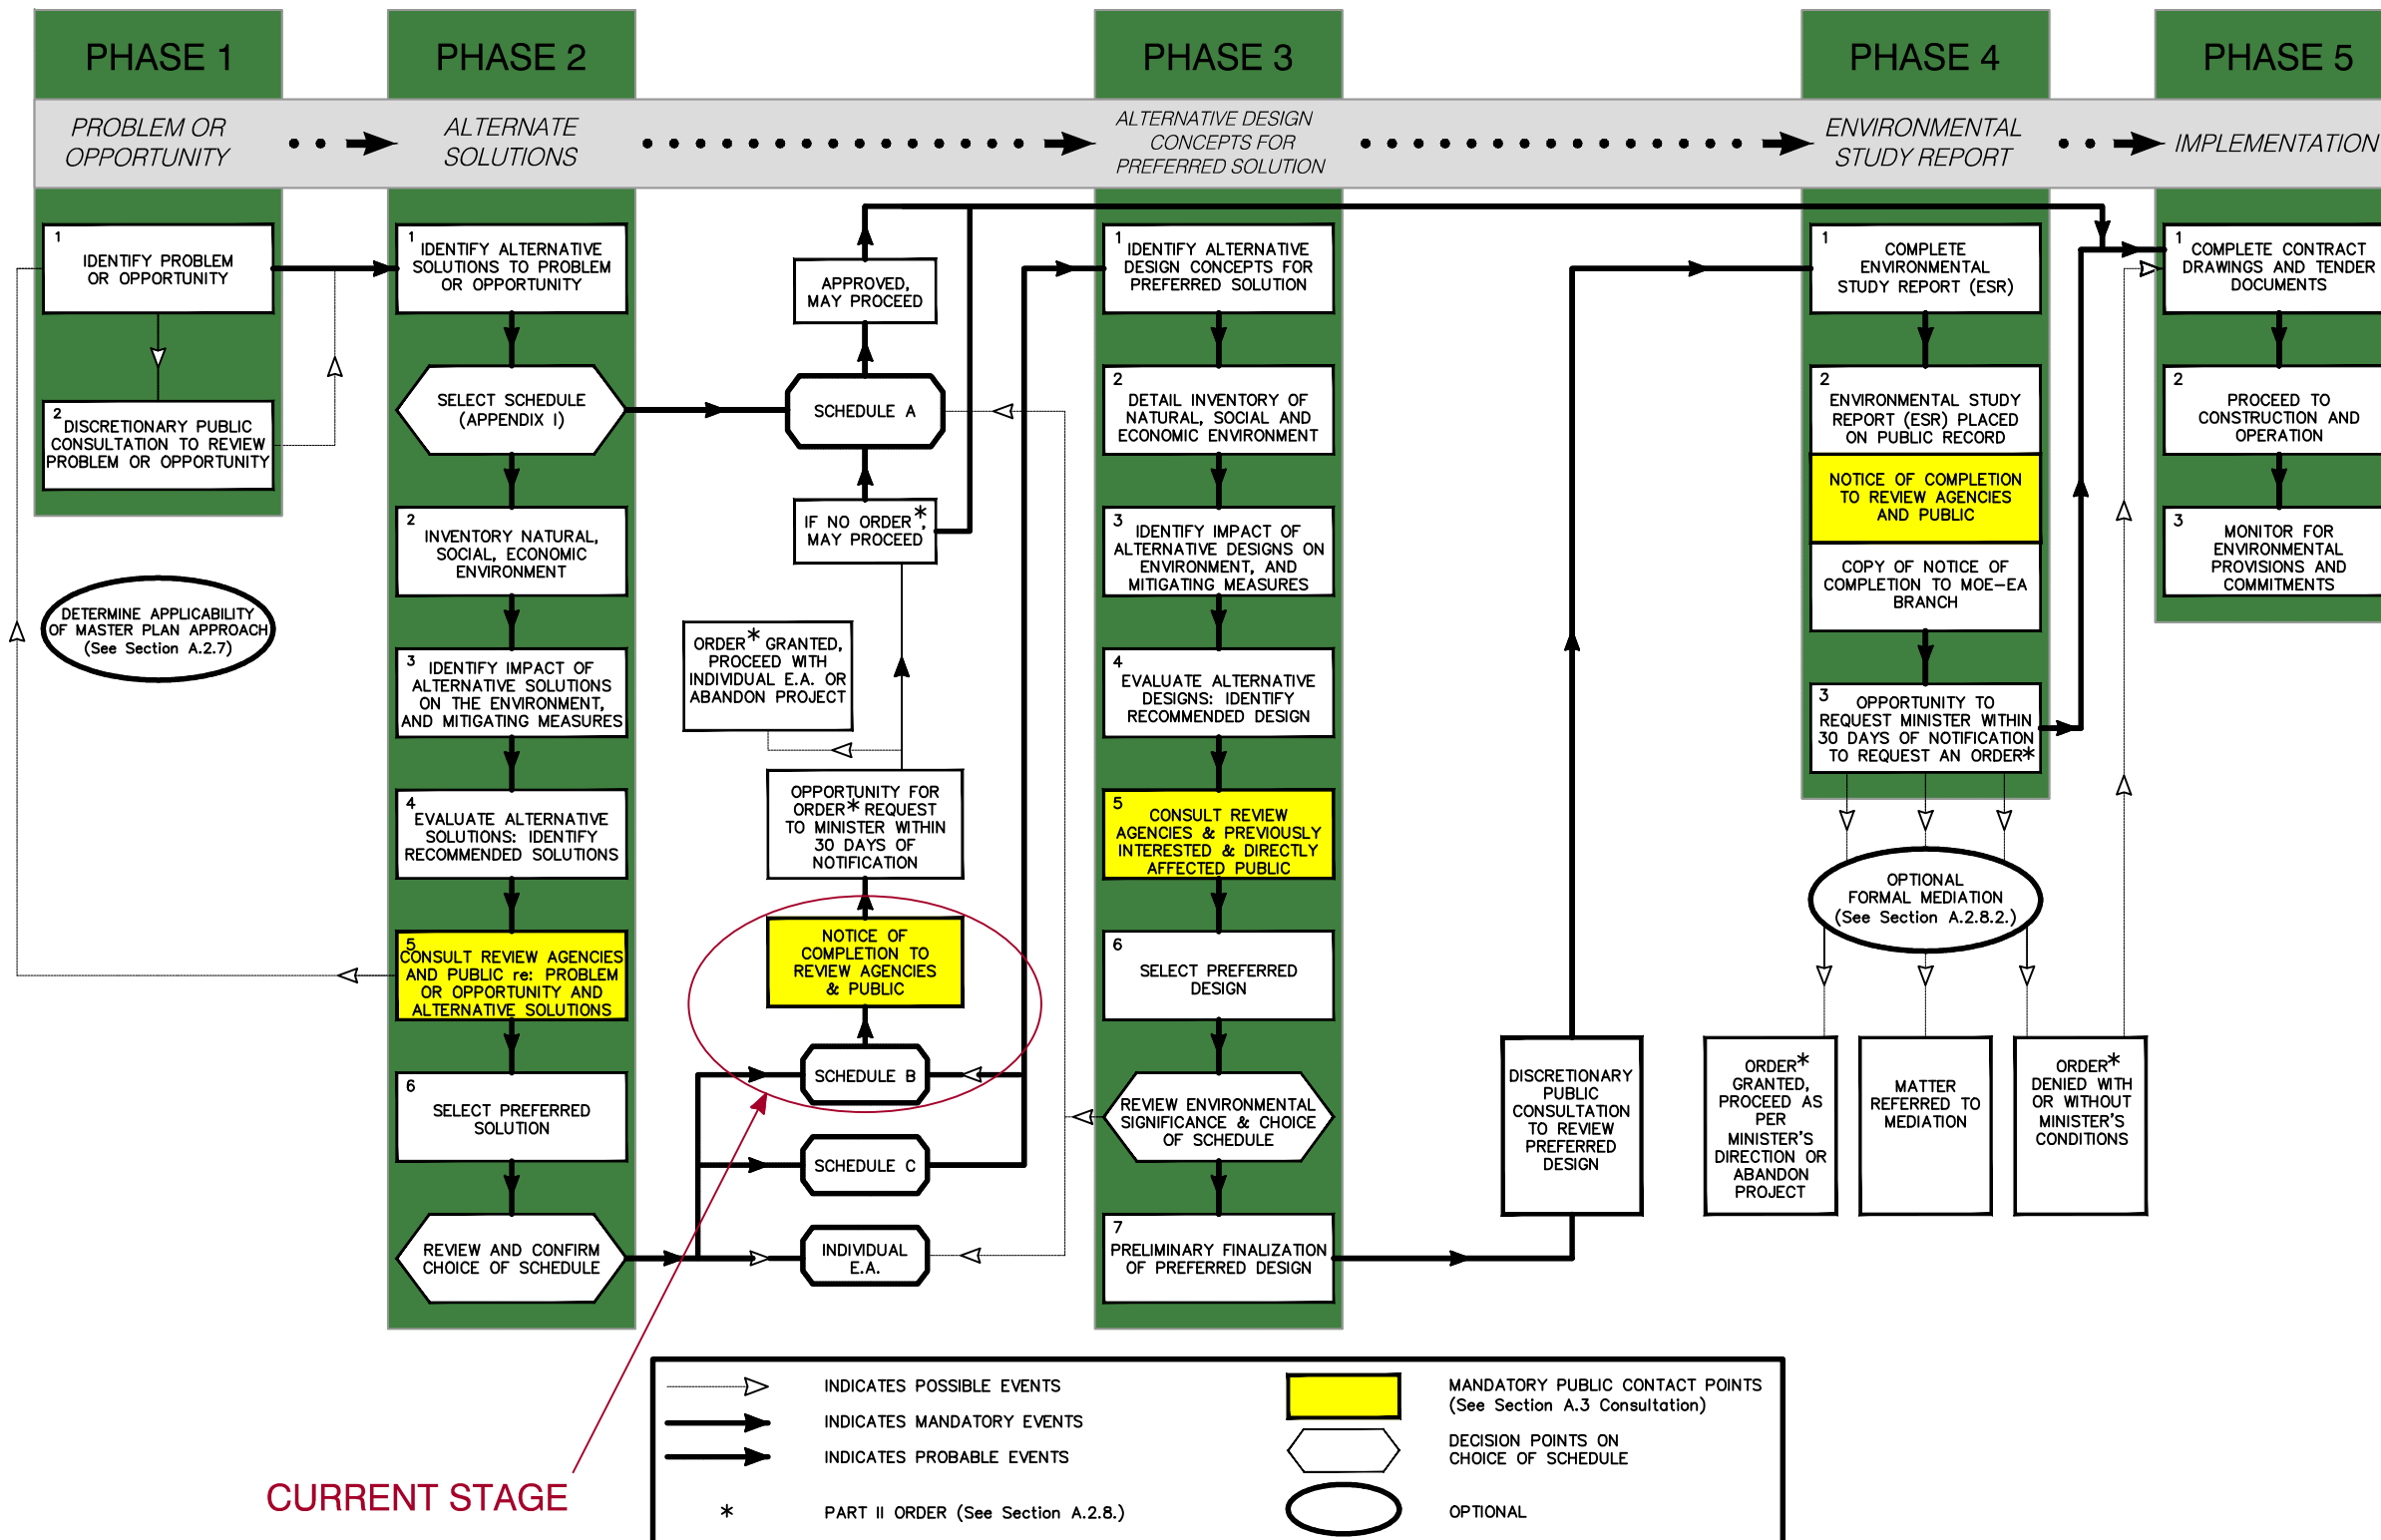 PHASE 1
PHASE 2
PHASE 3
PHASE 4
PHASE 5
PROBLEM OR
OPPORTUNITY
ALTERNATE
SOLUTIONS
ALTERNATIVE DESIGN
CONCEPTS FOR
PREFERRED SOLUTION
ENVIRONMENTAL
STUDY REPORT
IMPLEMENTATION
1
IDENTIFY PROBLEM
OR OPPORTUNITY
2
DISCRETIONARY PUBLIC
CONSULTATION TO REVIEW
PROBLEM OR OPPORTUNITY
DETERMINE APPLICABILITY
OF MASTER PLAN APPROACH
(See Section A.2.7)
1
IDENTIFY ALTERNATIVE
SOLUTIONS TO PROBLEM
OR OPPORTUNITY
SELECT SCHEDULE
(APPENDIX I)
2
INVENTORY NATURAL,
SOCIAL, ECONOMIC
ENVIRONMENT
3
IDENTIFY IMPACT OF
ALTERNATIVE SOLUTIONS
ON THE ENVIRONMENT,
AND MITIGATING MEASURES
4
EVALUATE ALTERNATIVE
SOLUTIONS: IDENTIFY
RECOMMENDED SOLUTIONS
5
CONSULT REVIEW AGENCIES
AND PUBLIC re: PROBLEM
OR OPPORTUNITY AND
ALTERNATIVE SOLUTIONS
6
SELECT PREFERRED
SOLUTION
REVIEW AND CONFIRM
CHOICE OF SCHEDULE
APPROVED,
MAY PROCEED
SCHEDULE A
IF NO ORDER*,
MAY PROCEED
ORDER* GRANTED,
PROCEED WITH
INDIVIDUAL E.A. OR
ABANDON PROJECT
OPPORTUNITY FOR
ORDER* REQUEST
TO MINISTER WITHIN
30 DAYS OF
NOTIFICATION
NOTICE OF
COMPLETION TO
REVIEW AGENCIES
& PUBLIC
SCHEDULE B
SCHEDULE C
INDIVIDUAL
E.A.
1
IDENTIFY ALTERNATIVE
DESIGN CONCEPTS FOR
PREFERRED SOLUTION
2
DETAIL INVENTORY OF
NATURAL, SOCIAL AND
ECONOMIC ENVIRONMENT
3
IDENTIFY IMPACT OF
ALTERNATIVE DESIGNS ON
ENVIRONMENT, AND
MITIGATING MEASURES
4
EVALUATE ALTERNATIVE
DESIGNS: IDENTIFY
RECOMMENDED DESIGN
5
CONSULT REVIEW
AGENCIES & PREVIOUSLY
INTERESTED & DIRECTLY
AFFECTED PUBLIC
6
SELECT PREFERRED
DESIGN
REVIEW ENVIRONMENTAL
SIGNIFICANCE & CHOICE
OF SCHEDULE
7
PRELIMINARY FINALIZATION
OF PREFERRED DESIGN
DISCRETIONARY
PUBLIC
CONSULTATION
TO REVIEW
PREFERRED
DESIGN
1
COMPLETE
ENVIRONMENTAL
STUDY REPORT (ESR)
2
ENVIRONMENTAL STUDY
REPORT (ESR) PLACED
ON PUBLIC RECORD
NOTICE OF COMPLETION
TO REVIEW AGENCIES
AND PUBLIC
COPY OF NOTICE OF
COMPLETION TO MOE-EA
BRANCH
3
OPPORTUNITY TO
REQUEST MINISTER WITHIN
30 DAYS OF NOTIFICATION
TO REQUEST AN ORDER*
OPTIONAL
FORMAL MEDIATION
(See Section A.2.8.2.)
ORDER*
GRANTED,
PROCEED AS
PER
MINISTER'S
DIRECTION OR
ABANDON
PROJECT
MATTER
REFERRED TO
MEDIATION
ORDER*
DENIED WITH
OR WITHOUT
MINISTER'S
CONDITIONS
1
COMPLETE CONTRACT
DRAWINGS AND TENDER
DOCUMENTS
2
PROCEED TO
CONSTRUCTION AND
OPERATION
3
MONITOR FOR
ENVIRONMENTAL
PROVISIONS AND
COMMITMENTS
CURRENT STAGE
INDICATES POSSIBLE EVENTS
INDICATES MANDATORY EVENTS
INDICATES PROBABLE EVENTS
* PART II ORDER (See Section A.2.8.)
MANDATORY PUBLIC CONTACT POINTS
(See Section A.3 Consultation)
DECISION POINTS ON
CHOICE OF SCHEDULE
OPTIONAL